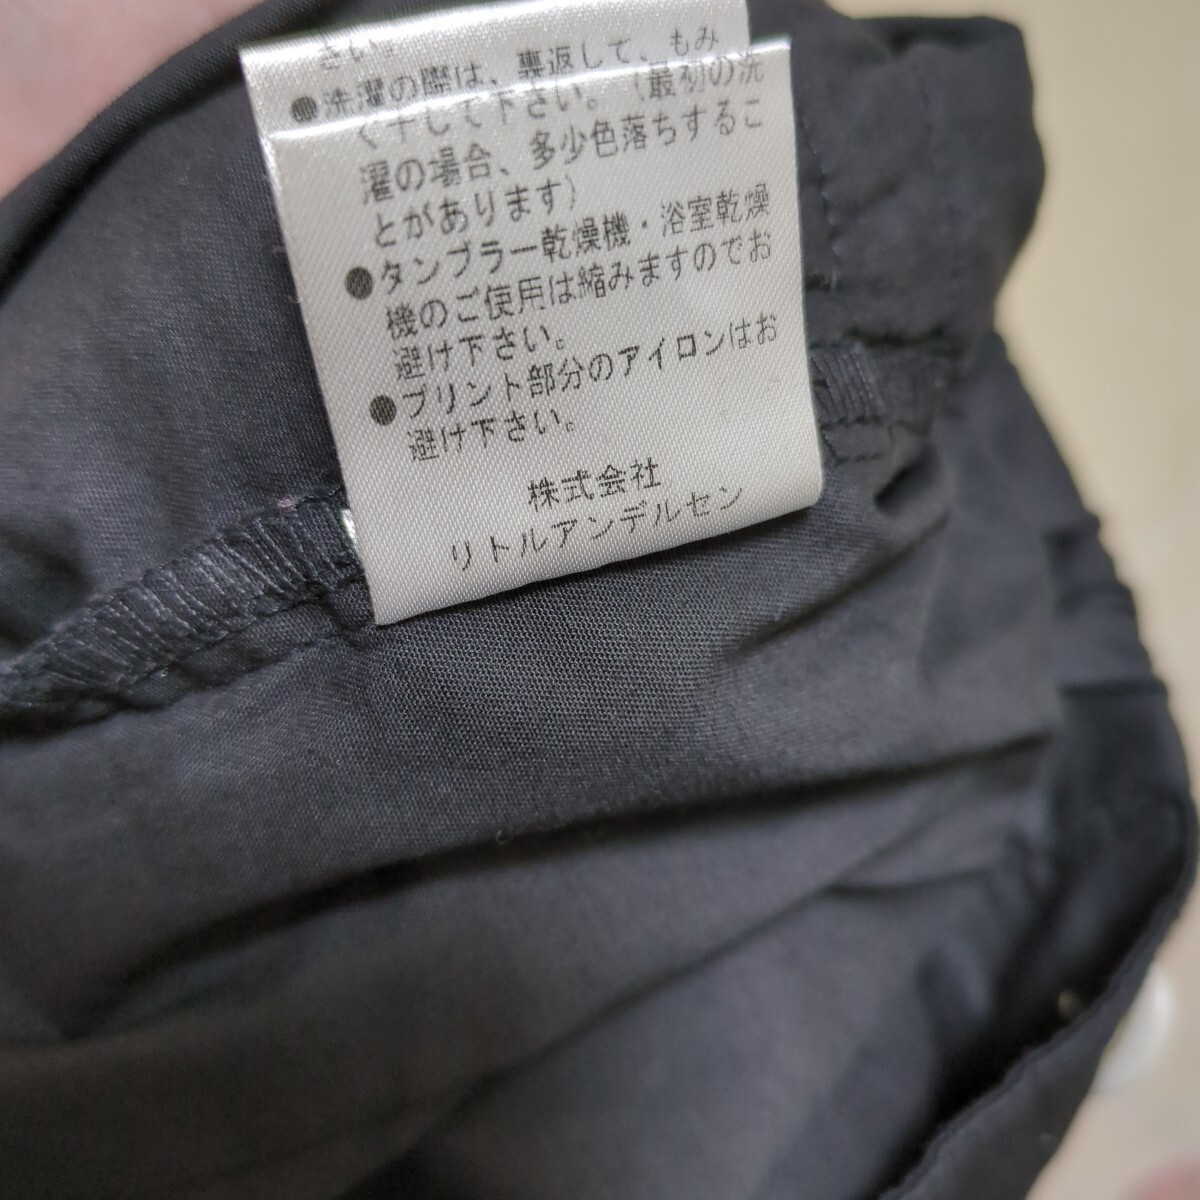 さい。
●洗濯の際は、裏返して、もみ
く干して下さい。（最初の洗
濯の場合、多少色落ちするこ
とがあります）
●タンブラー乾燥機・浴室乾燥
機のご使用は縮みますのでお
避け下さい。
●プリント部分のアイロンはお
避け下さい。
株式会社
リトルアンデルセン